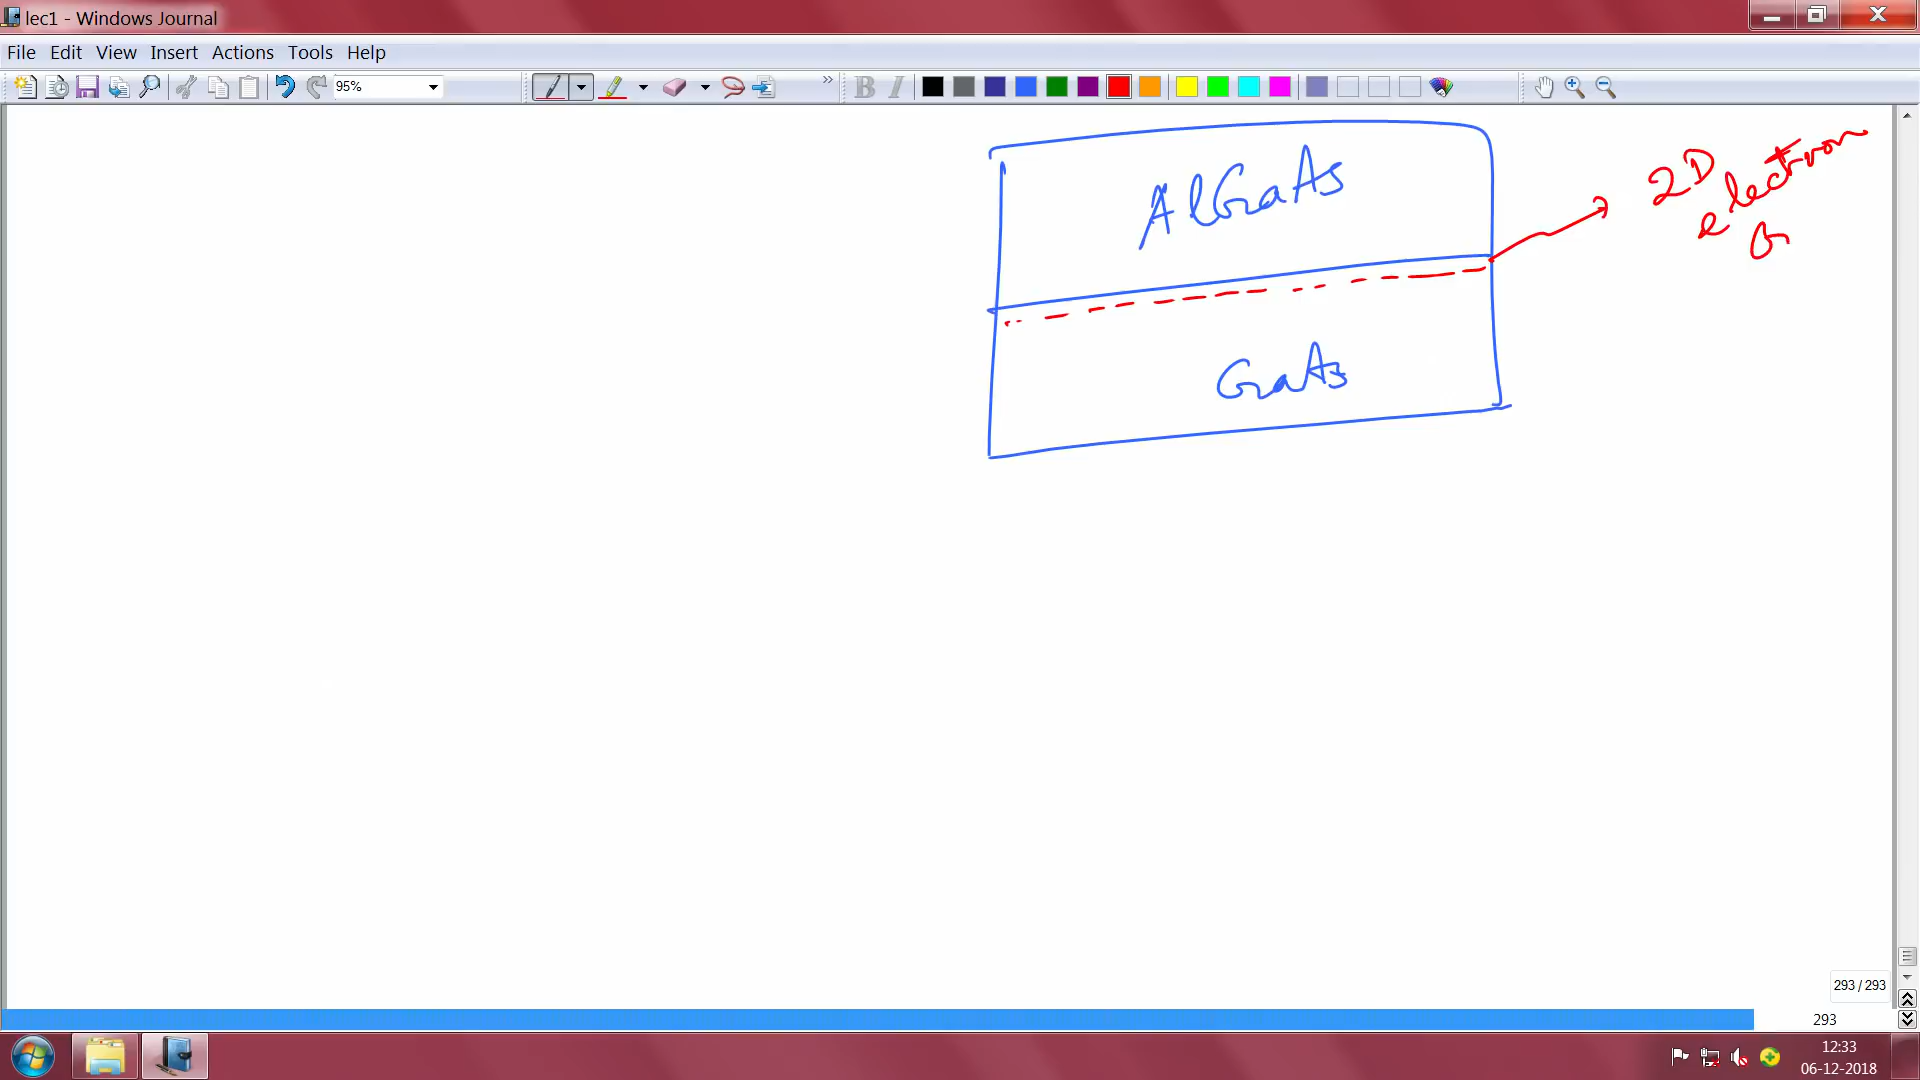 lec1 - Windows Journal
File Edit View Insert Actions Tools Help
95%
B I
AlGaAs
2D
electron
G
GaAs
293 / 293
293
12:33
06-12-2018